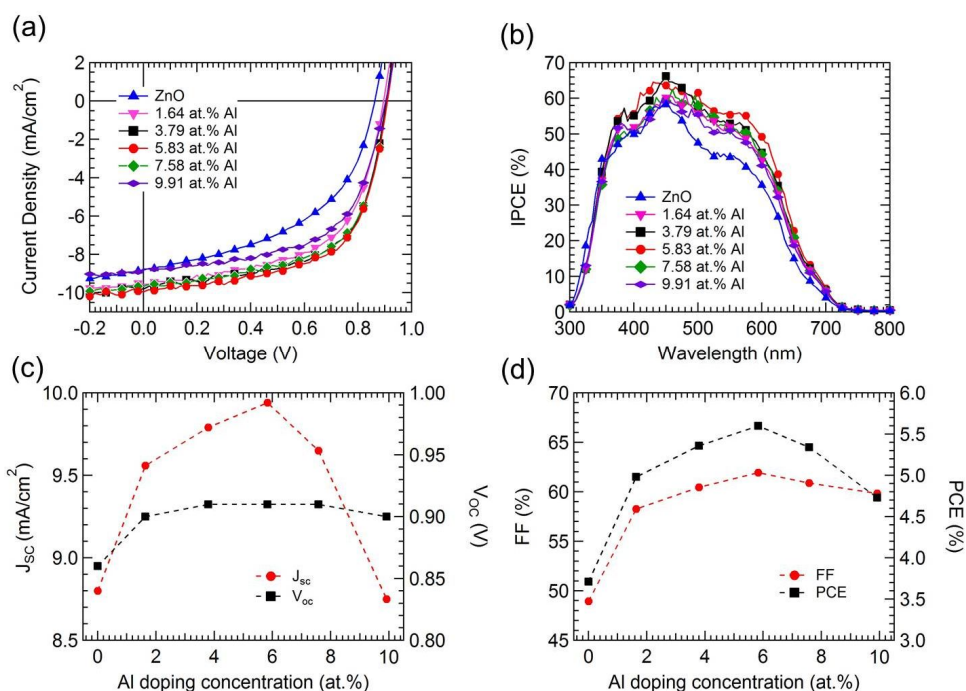 (a)
2
0
-2
-4
-6
-8
-10
Current Density (mA/cm²)
ZnO
1.64 at.% Al
3.79 at.% Al
5.83 at.% Al
7.58 at.% Al
9.91 at.% Al
-0.2 0.0 0.2 0.4 0.6 0.8 1.0
Voltage (V)
(b)
70
60
50
40
30
20
10
0
IPCE (%)
ZnO
1.64 at.% Al
3.79 at.% Al
5.83 at.% Al
7.58 at.% Al
9.91 at.% Al
300 400 500 600 700 800
Wavelength (nm)
(c)
10.0
9.5
9.0
8.5
J_SC (mA/cm²)
J_sc
V_oc
1.00
0.95
0.90
0.85
0.80
V_OC (V)
0 2 4 6 8 10
Al doping concentration (at.%)
(d)
70
65
60
55
50
45
FF (%)
FF
PCE
6.0
5.5
5.0
4.5
4.0
3.5
3.0
PCE (%)
0 2 4 6 8 10
Al doping concentration (at.%)